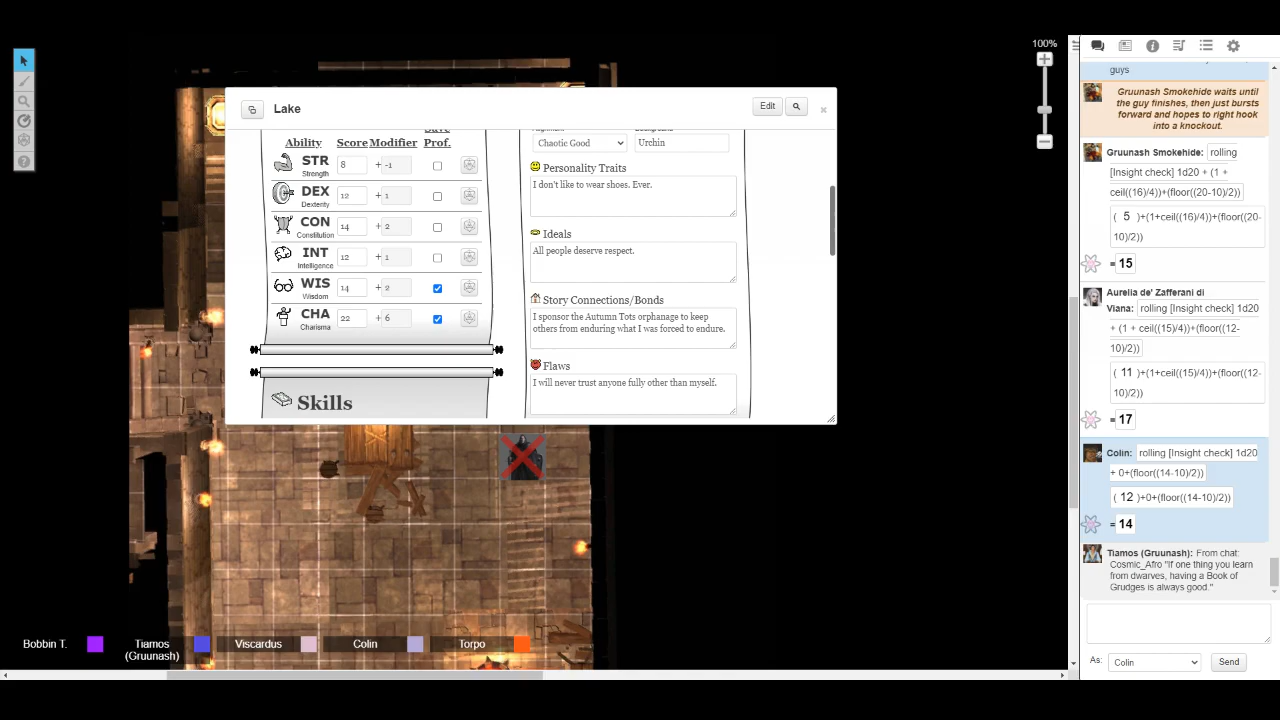 100%
Lake
Edit
Ability Score Modifier Save Prof.
STR
Strength
8 + -1
DEX
Dexterity
12 + 1
CON
Constitution
14 + 2
INT
Intelligence
12 + 1
WIS
Wisdom
14 + 2
CHA
Charisma
22 + 6
Skills
Chaotic Good
Urchin
Personality Traits
I don't like to wear shoes. Ever.
Ideals
All people deserve respect.
Story Connections/Bonds
I sponsor the Autumn Tots orphanage to keep
others from enduring what I was forced to endure.
Flaws
I will never trust anyone fully other than myself.
Bobbin T.
Tiamos
(Gruunash)
Viscardus
Colin
Torpo
guys
Gruunash Smokehide waits until
the guy finishes, then just bursts
forward and hopes to right hook
into a knockout.
Gruunash Smokehide: rolling
[Insight check] 1d20 + (1 +
ceil((16)/4))+(floor((20-10)/2))
( 5 )+(1+ceil((16)/4))+(floor((20-
10)/2))
= 15
Aurelia de' Zafferani di
Viana: rolling [Insight check] 1d20
+ (1 + ceil((15)/4))+(floor((12-
10)/2))
( 11 )+(1+ceil((15)/4))+(floor((12-
10)/2))
= 17
Colin: rolling [Insight check] 1d20
+ 0+(floor((14-10)/2))
( 12 )+0+(floor((14-10)/2))
= 14
Tiamos (Gruunash): From chat:
Cosmic_Afro "If one thing you learn
from dwarves, having a Book of
Grudges is always good."
As: Colin Send